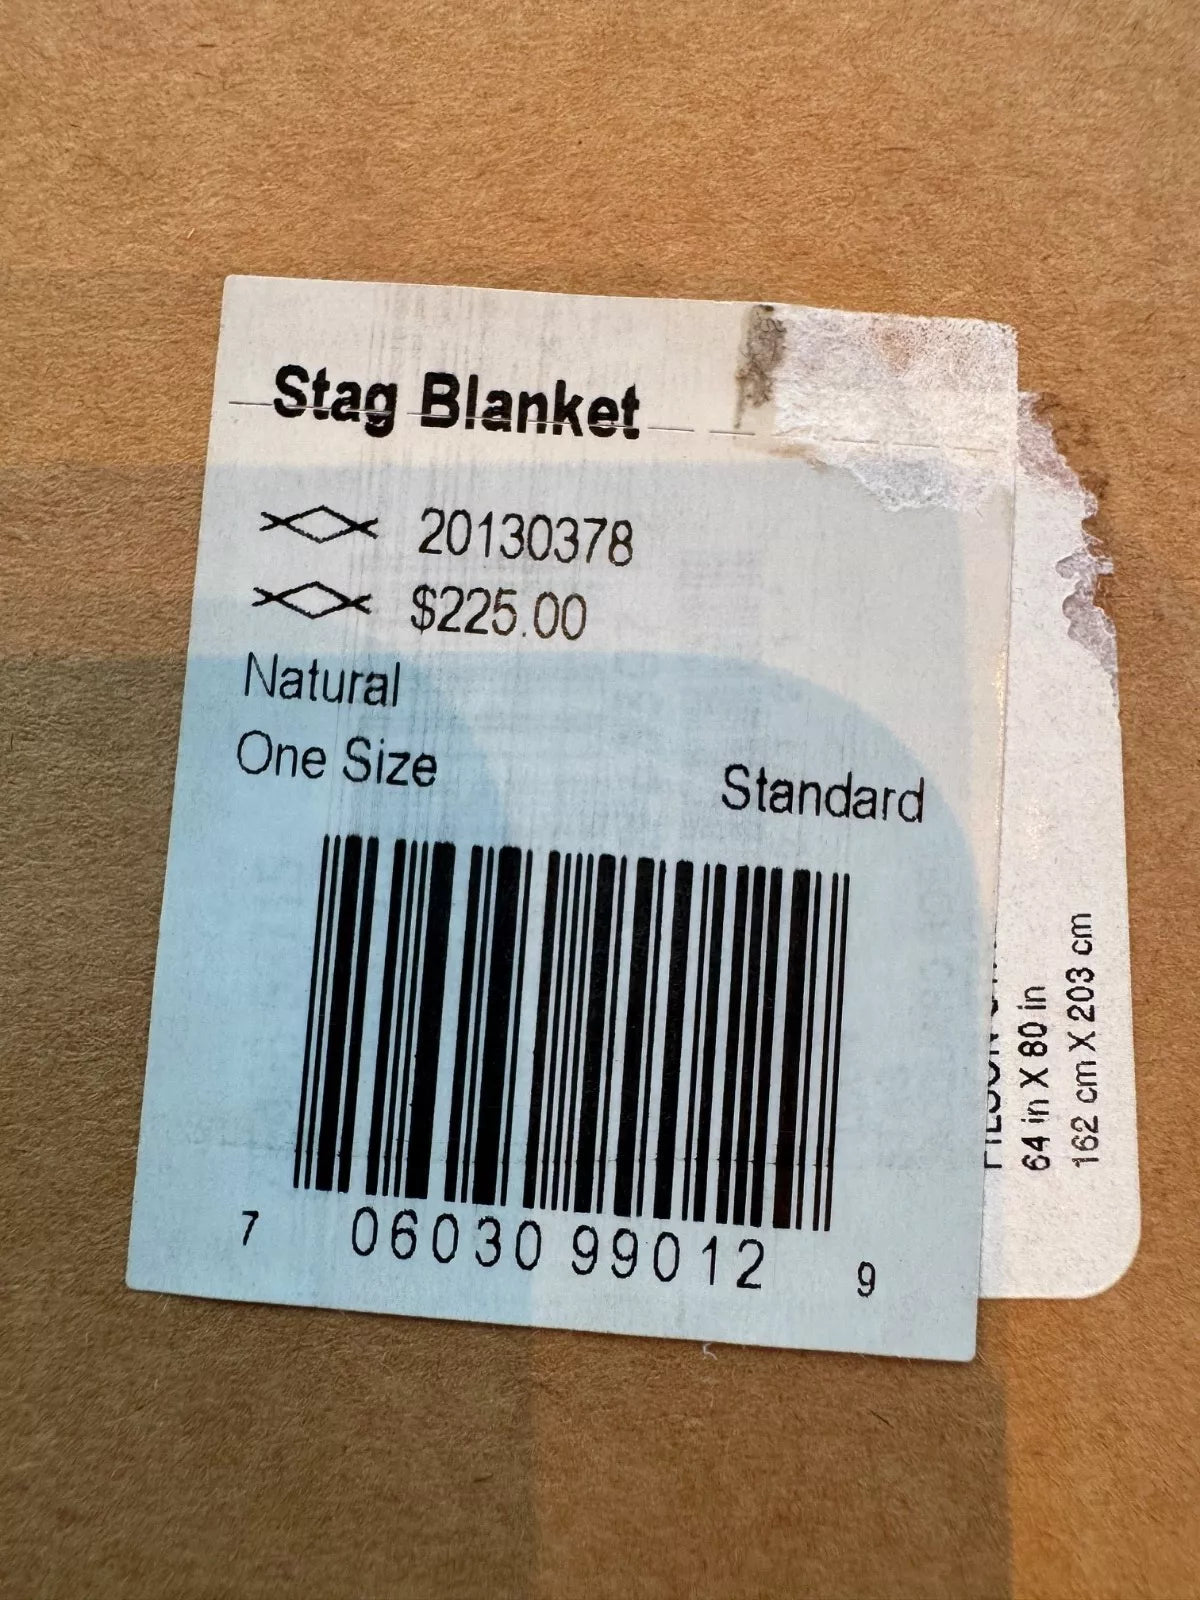 Stag Blanket
20130378
$225.00
Natural
One Size
Standard
7 06030 99012 9
64 in X 80 in
162 cm X 203 cm